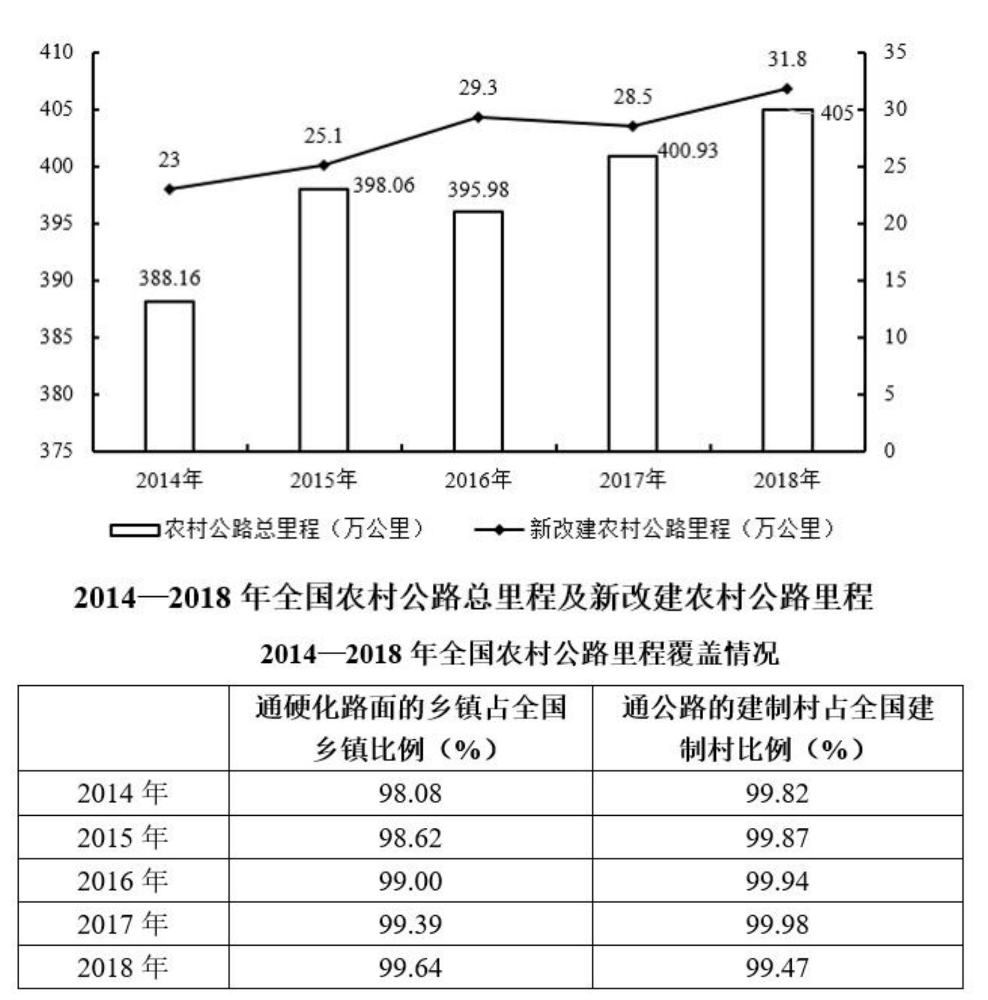 410
405
400
395
390
385
380
375
35
30
25
20
15
10
5
0
23
25.1
29.3
28.5
31.8
388.16
398.06
395.98
400.93
405
2014年
2015年
2016年
2017年
2018年
农村公路总里程（万公里）
新改建农村公路里程（万公里）
2014—2018 年全国农村公路总里程及新改建农村公路里程
2014—2018 年全国农村公路里程覆盖情况
通硬化路面的乡镇占全国
乡镇比例（%）
通公路的建制村占全国建
制村比例（%）
2014 年 98.08 99.82
2015 年 98.62 99.87
2016 年 99.00 99.94
2017 年 99.39 99.98
2018 年 99.64 99.47